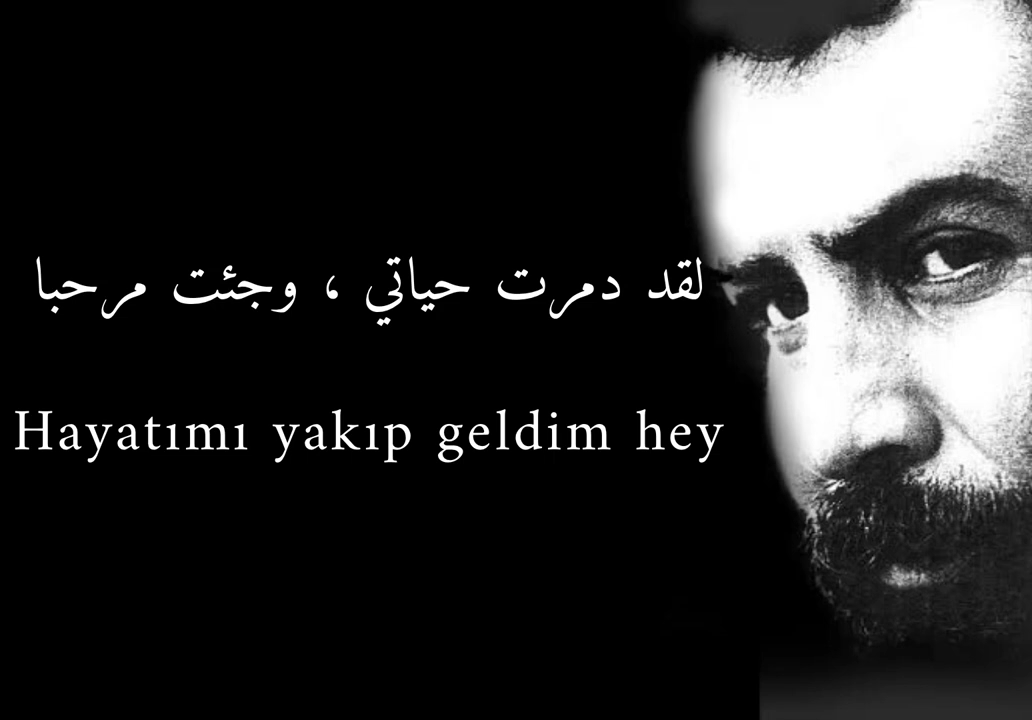 لقد دمرت حياتي ، وجئت مرحبا
Hayatımı yakıp geldim hey